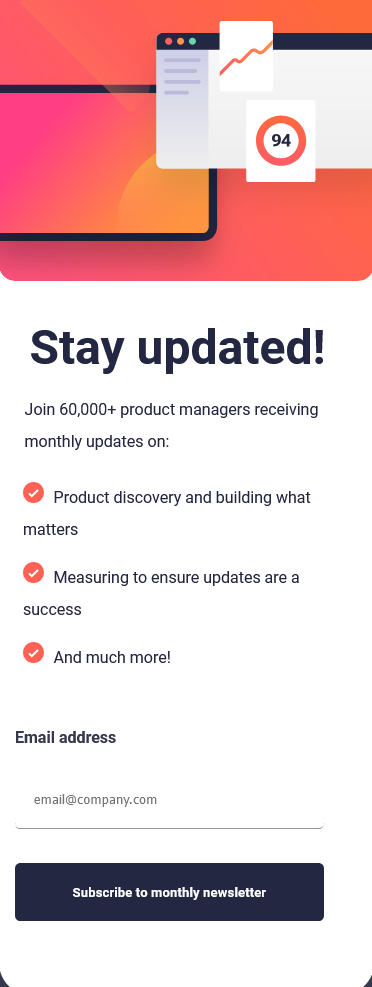 94
Stay updated!
Join 60,000+ product managers receiving
monthly updates on:
Product discovery and building what
matters
Measuring to ensure updates are a
success
And much more!
Email address
email@company.com
Subscribe to monthly newsletter